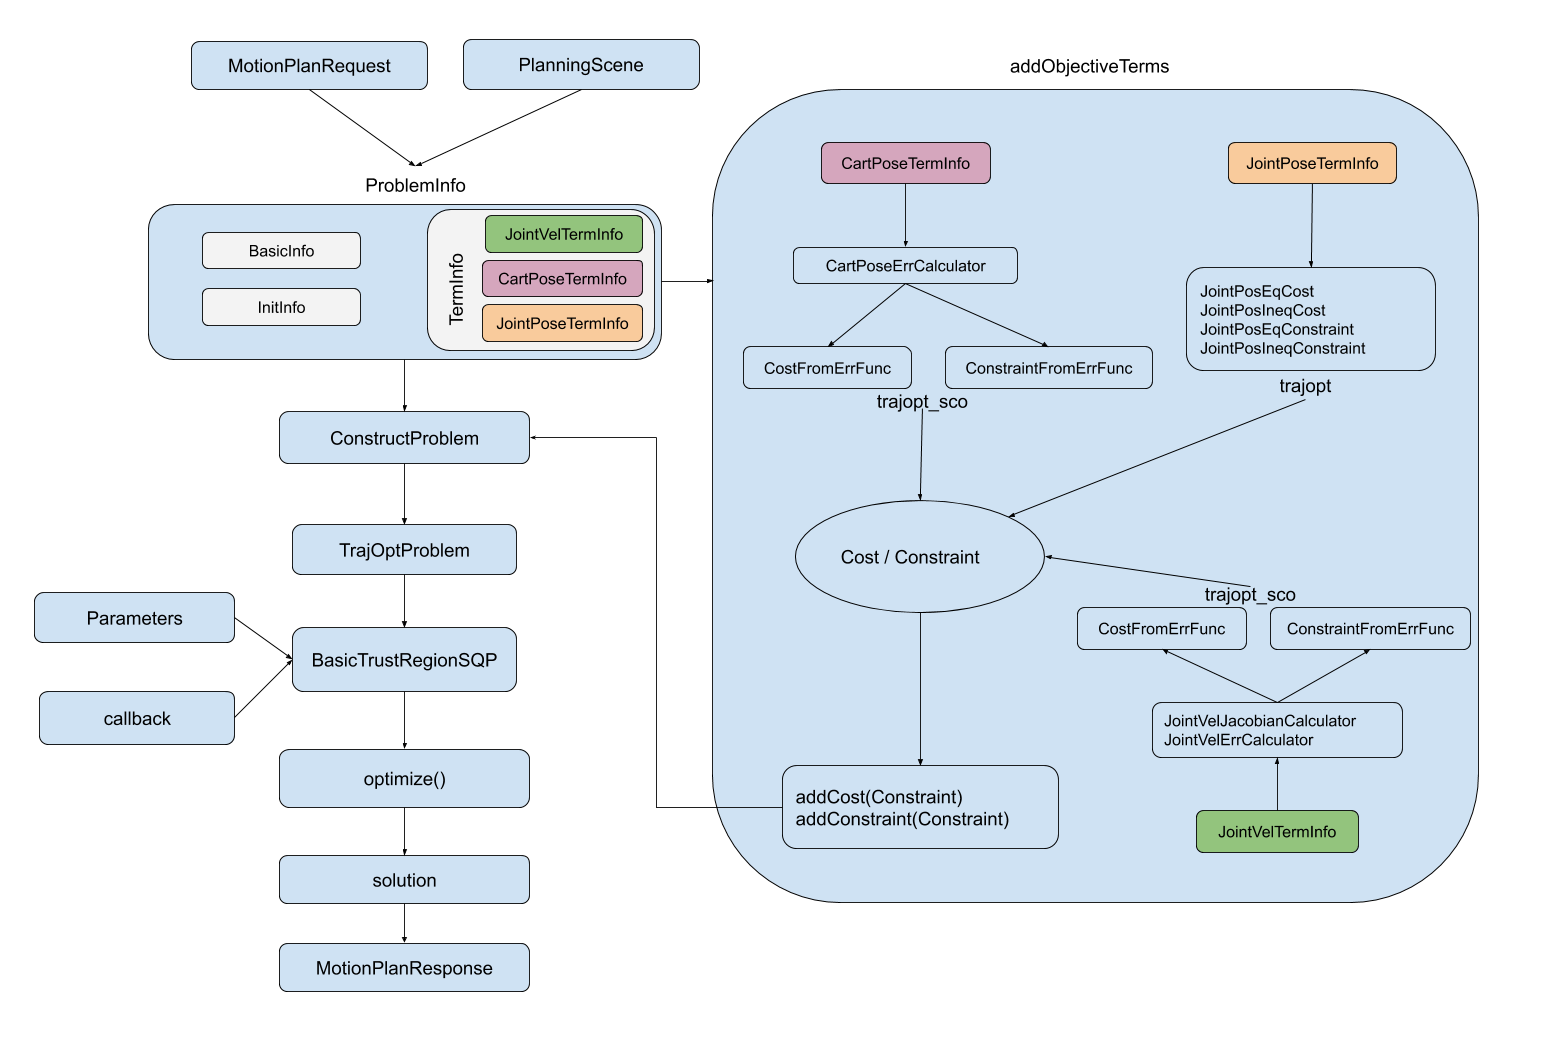 MotionPlanRequest
PlanningScene
ProblemInfo
BasicInfo
InitInfo
TermInfo
JointVelTermInfo
CartPoseTermInfo
JointPoseTermInfo
ConstructProblem
TrajOptProblem
Parameters
callback
BasicTrustRegionSQP
optimize()
solution
MotionPlanResponse
addObjectiveTerms
CartPoseTermInfo
JointPoseTermInfo
CartPoseErrCalculator
JointPosEqCost
JointPosIneqCost
JointPosEqConstraint
JointPosIneqConstraint
CostFromErrFunc
ConstraintFromErrFunc
trajopt_sco
trajopt
Cost / Constraint
trajopt_sco
CostFromErrFunc
ConstraintFromErrFunc
JointVelJacobianCalculator
JointVelErrCalculator
JointVelTermInfo
addCost(Constraint)
addConstraint(Constraint)